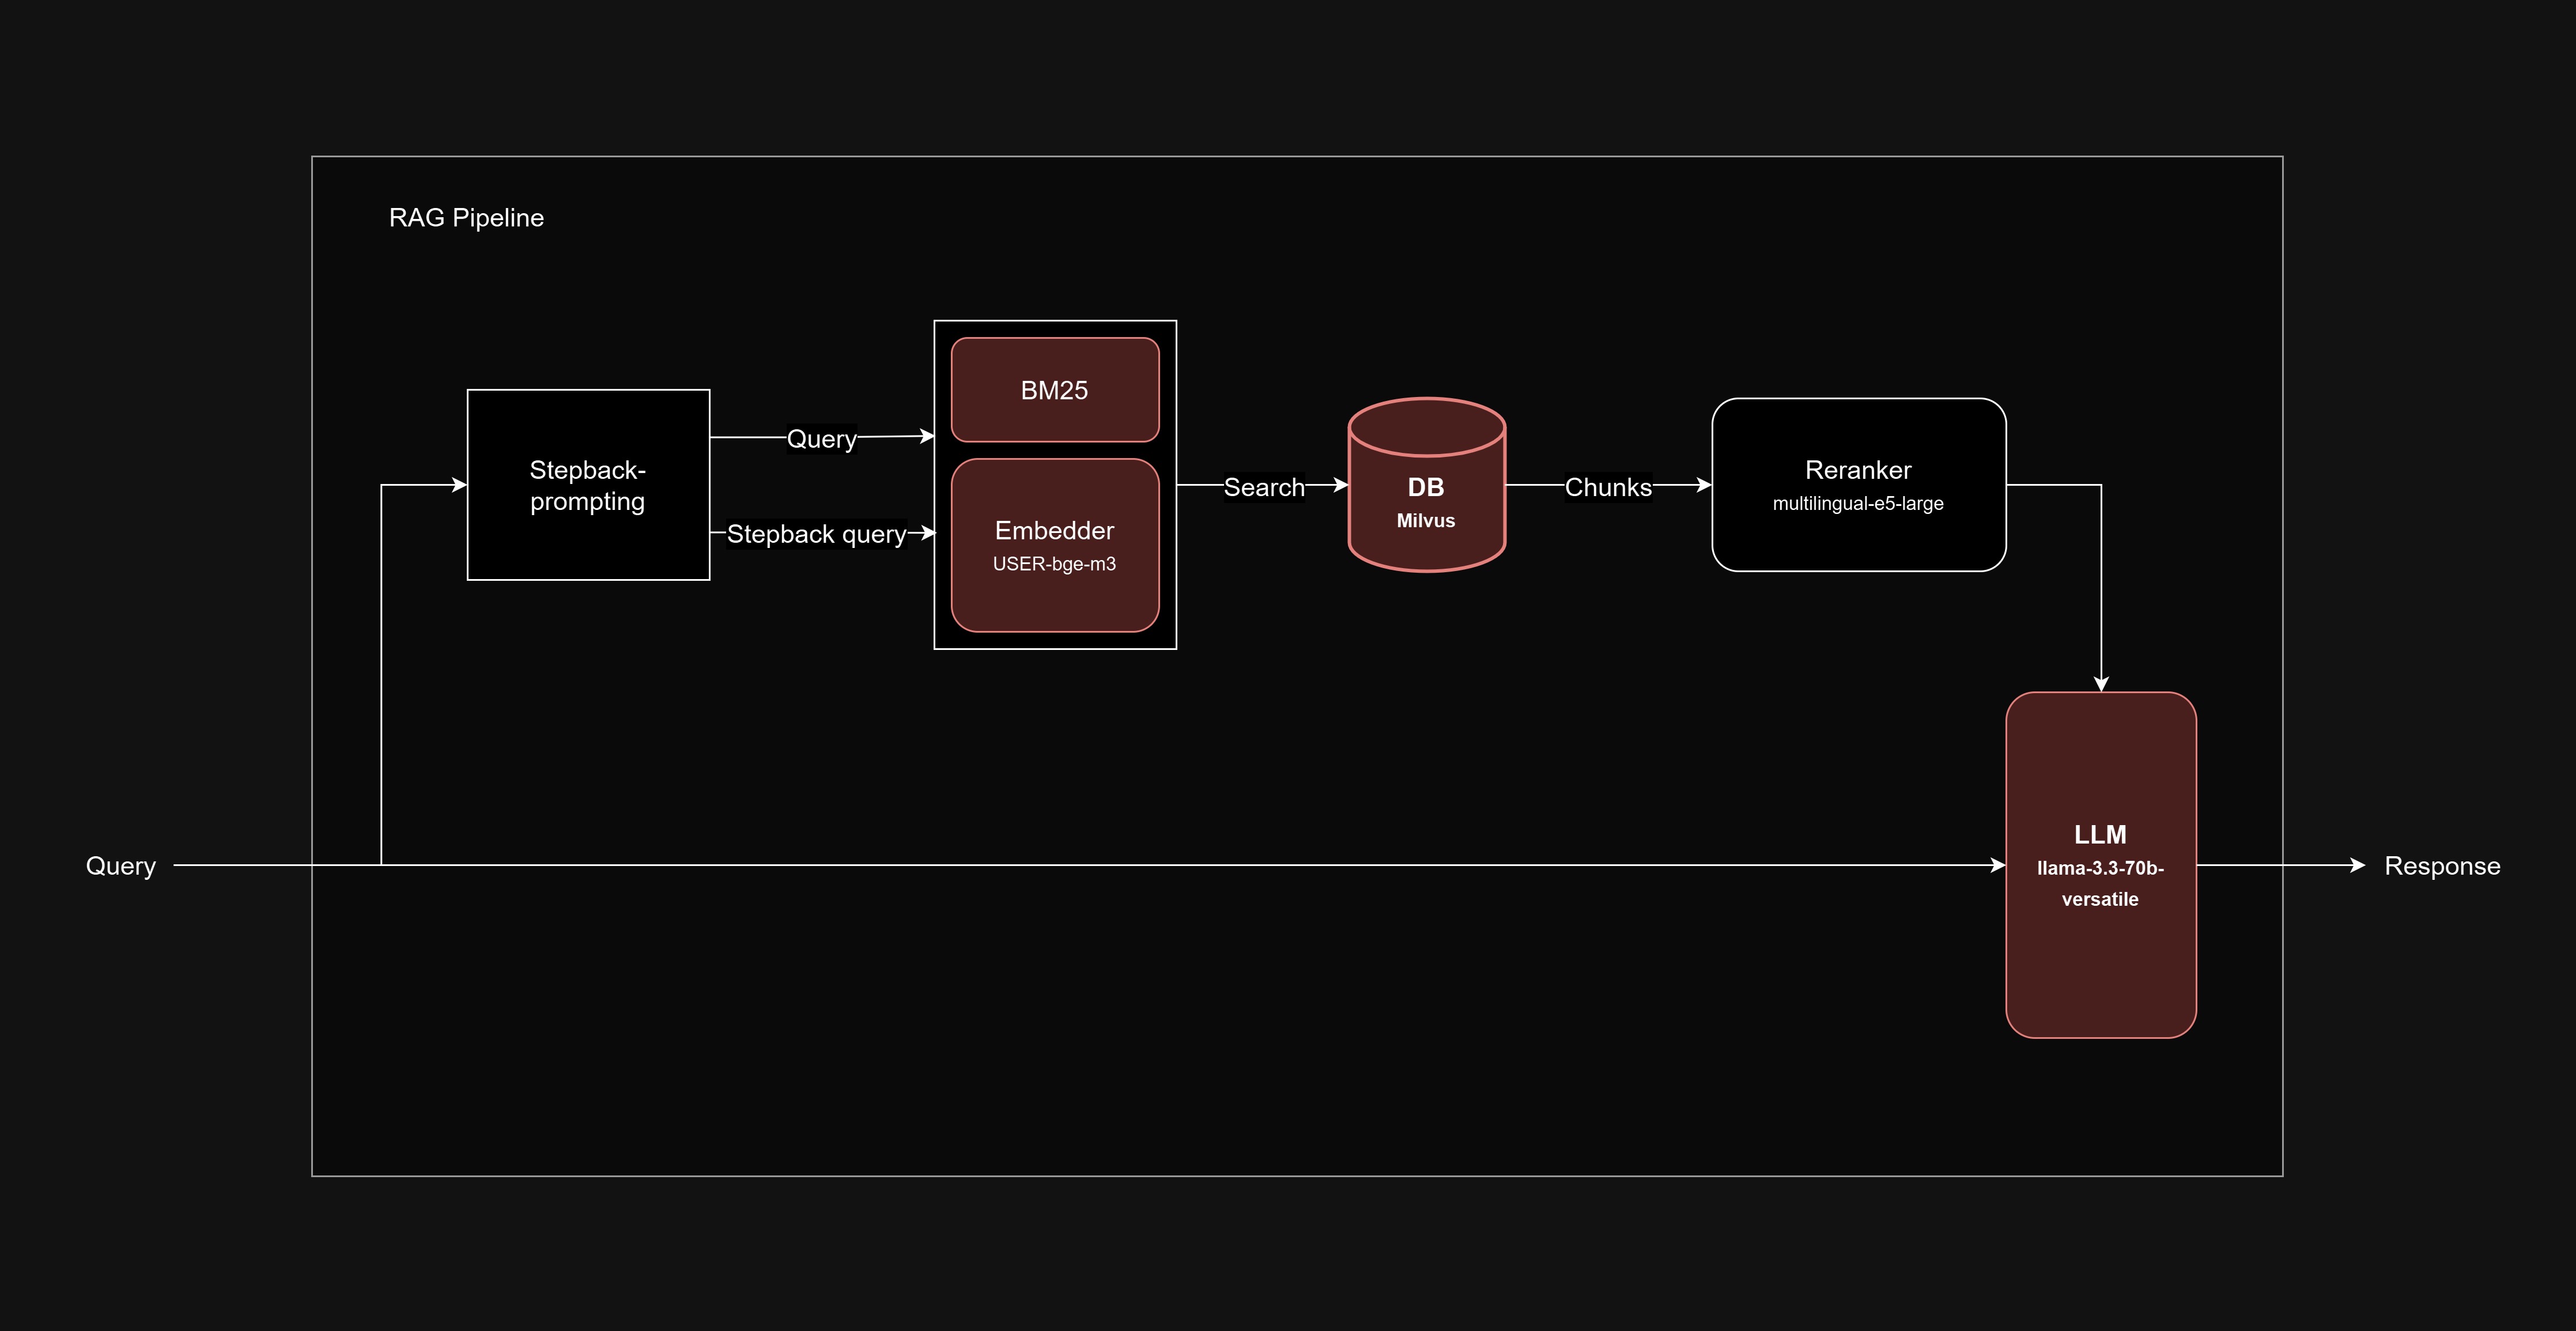 RAG Pipeline
Stepback-
prompting
Query
Stepback query
BM25
Embedder
USER-bge-m3
Search
DB
Milvus
Chunks
Reranker
multilingual-e5-large
Query
LLM
llama-3.3-70b-
versatile
Response